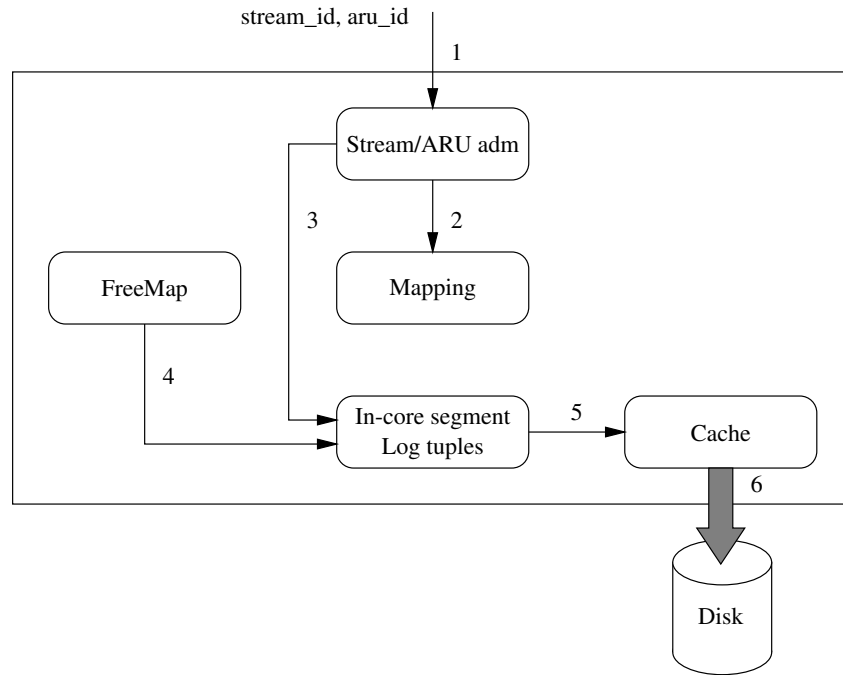 stream_id, aru_id
1
Stream/ARU adm
3
2
FreeMap
Mapping
4
In-core segment
Log tuples
5
Cache
6
Disk